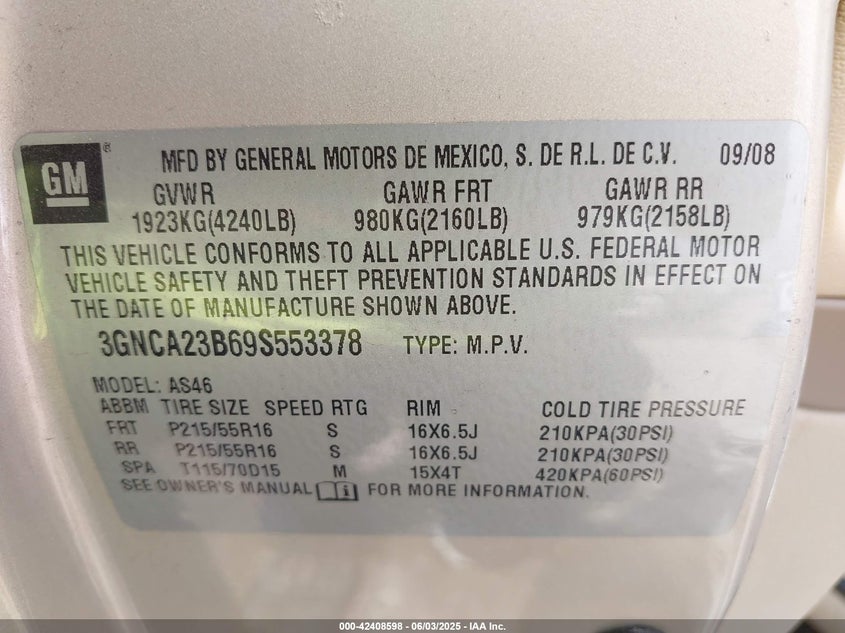 GM ®
MFD BY GENERAL MOTORS DE MEXICO, S. DE R.L. DE C.V. 09/08
GVWR GAWR FRT GAWR RR
1923KG(4240LB) 980KG(2160LB) 979KG(2158LB)
THIS VEHICLE CONFORMS TO ALL APPLICABLE U.S. FEDERAL MOTOR
VEHICLE SAFETY AND THEFT PREVENTION STANDARDS IN EFFECT ON
THE DATE OF MANUFACTURE SHOWN ABOVE.
3GNCA23B69S553378 TYPE: M.P.V.
MODEL: AS46
ABBM TIRE SIZE SPEED RTG RIM COLD TIRE PRESSURE
FRT P215/55R16 S 16X6.5J 210KPA(30PSI)
RR P215/55R16 S 16X6.5J 210KPA(30PSI)
SPA T115/70D15 M 15X4T 420KPA(60PSI)
SEE OWNER'S MANUAL i FOR MORE INFORMATION.
000-42408598 - 06/03/2025 - IAA Inc.